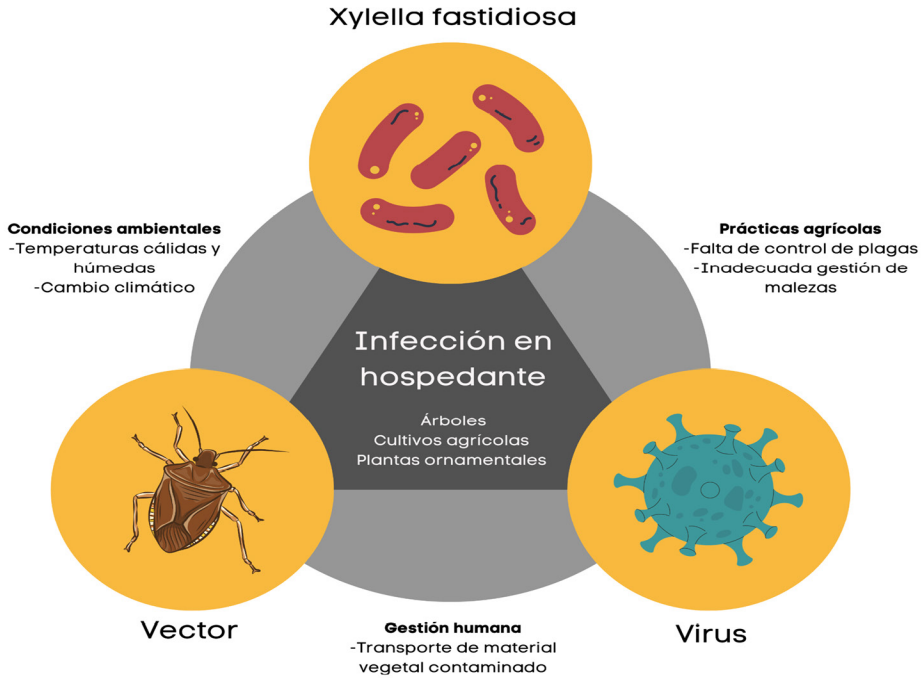 Xylella fastidiosa
Condiciones ambientales
-Temperaturas cálidas y
húmedas
-Cambio climático
Prácticas agrícolas
-Falta de control de plagas
-Inadecuada gestión de
malezas
Infección en
hospedante
Árboles
Cultivos agrícolas
Plantas ornamentales
Vector
Gestión humana
-Transporte de material
vegetal contaminado
Virus